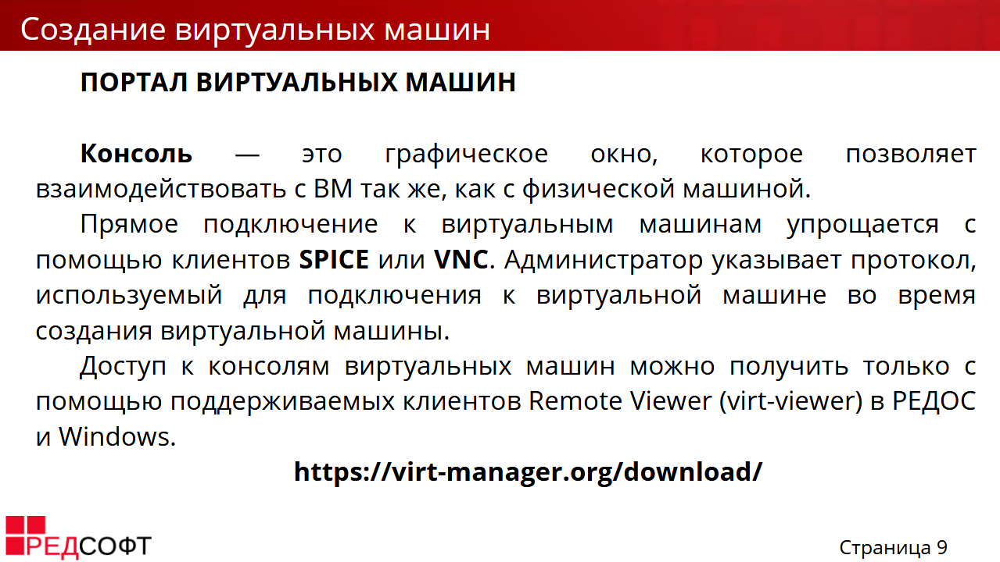 Создание виртуальных машин
ПОРТАЛ ВИРТУАЛЬНЫХ МАШИН
Консоль — это графическое окно, которое позволяет
взаимодействовать с ВМ так же, как с физической машиной.
Прямое подключение к виртуальным машинам упрощается с
помощью клиентов SPICE или VNC. Администратор указывает протокол,
используемый для подключения к виртуальной машине во время
создания виртуальной машины.
Доступ к консолям виртуальных машин можно получить только с
помощью поддерживаемых клиентов Remote Viewer (virt-viewer) в РЕДОС
и Windows.
https://virt-manager.org/download/
РЕДСОФТ
Страница 9